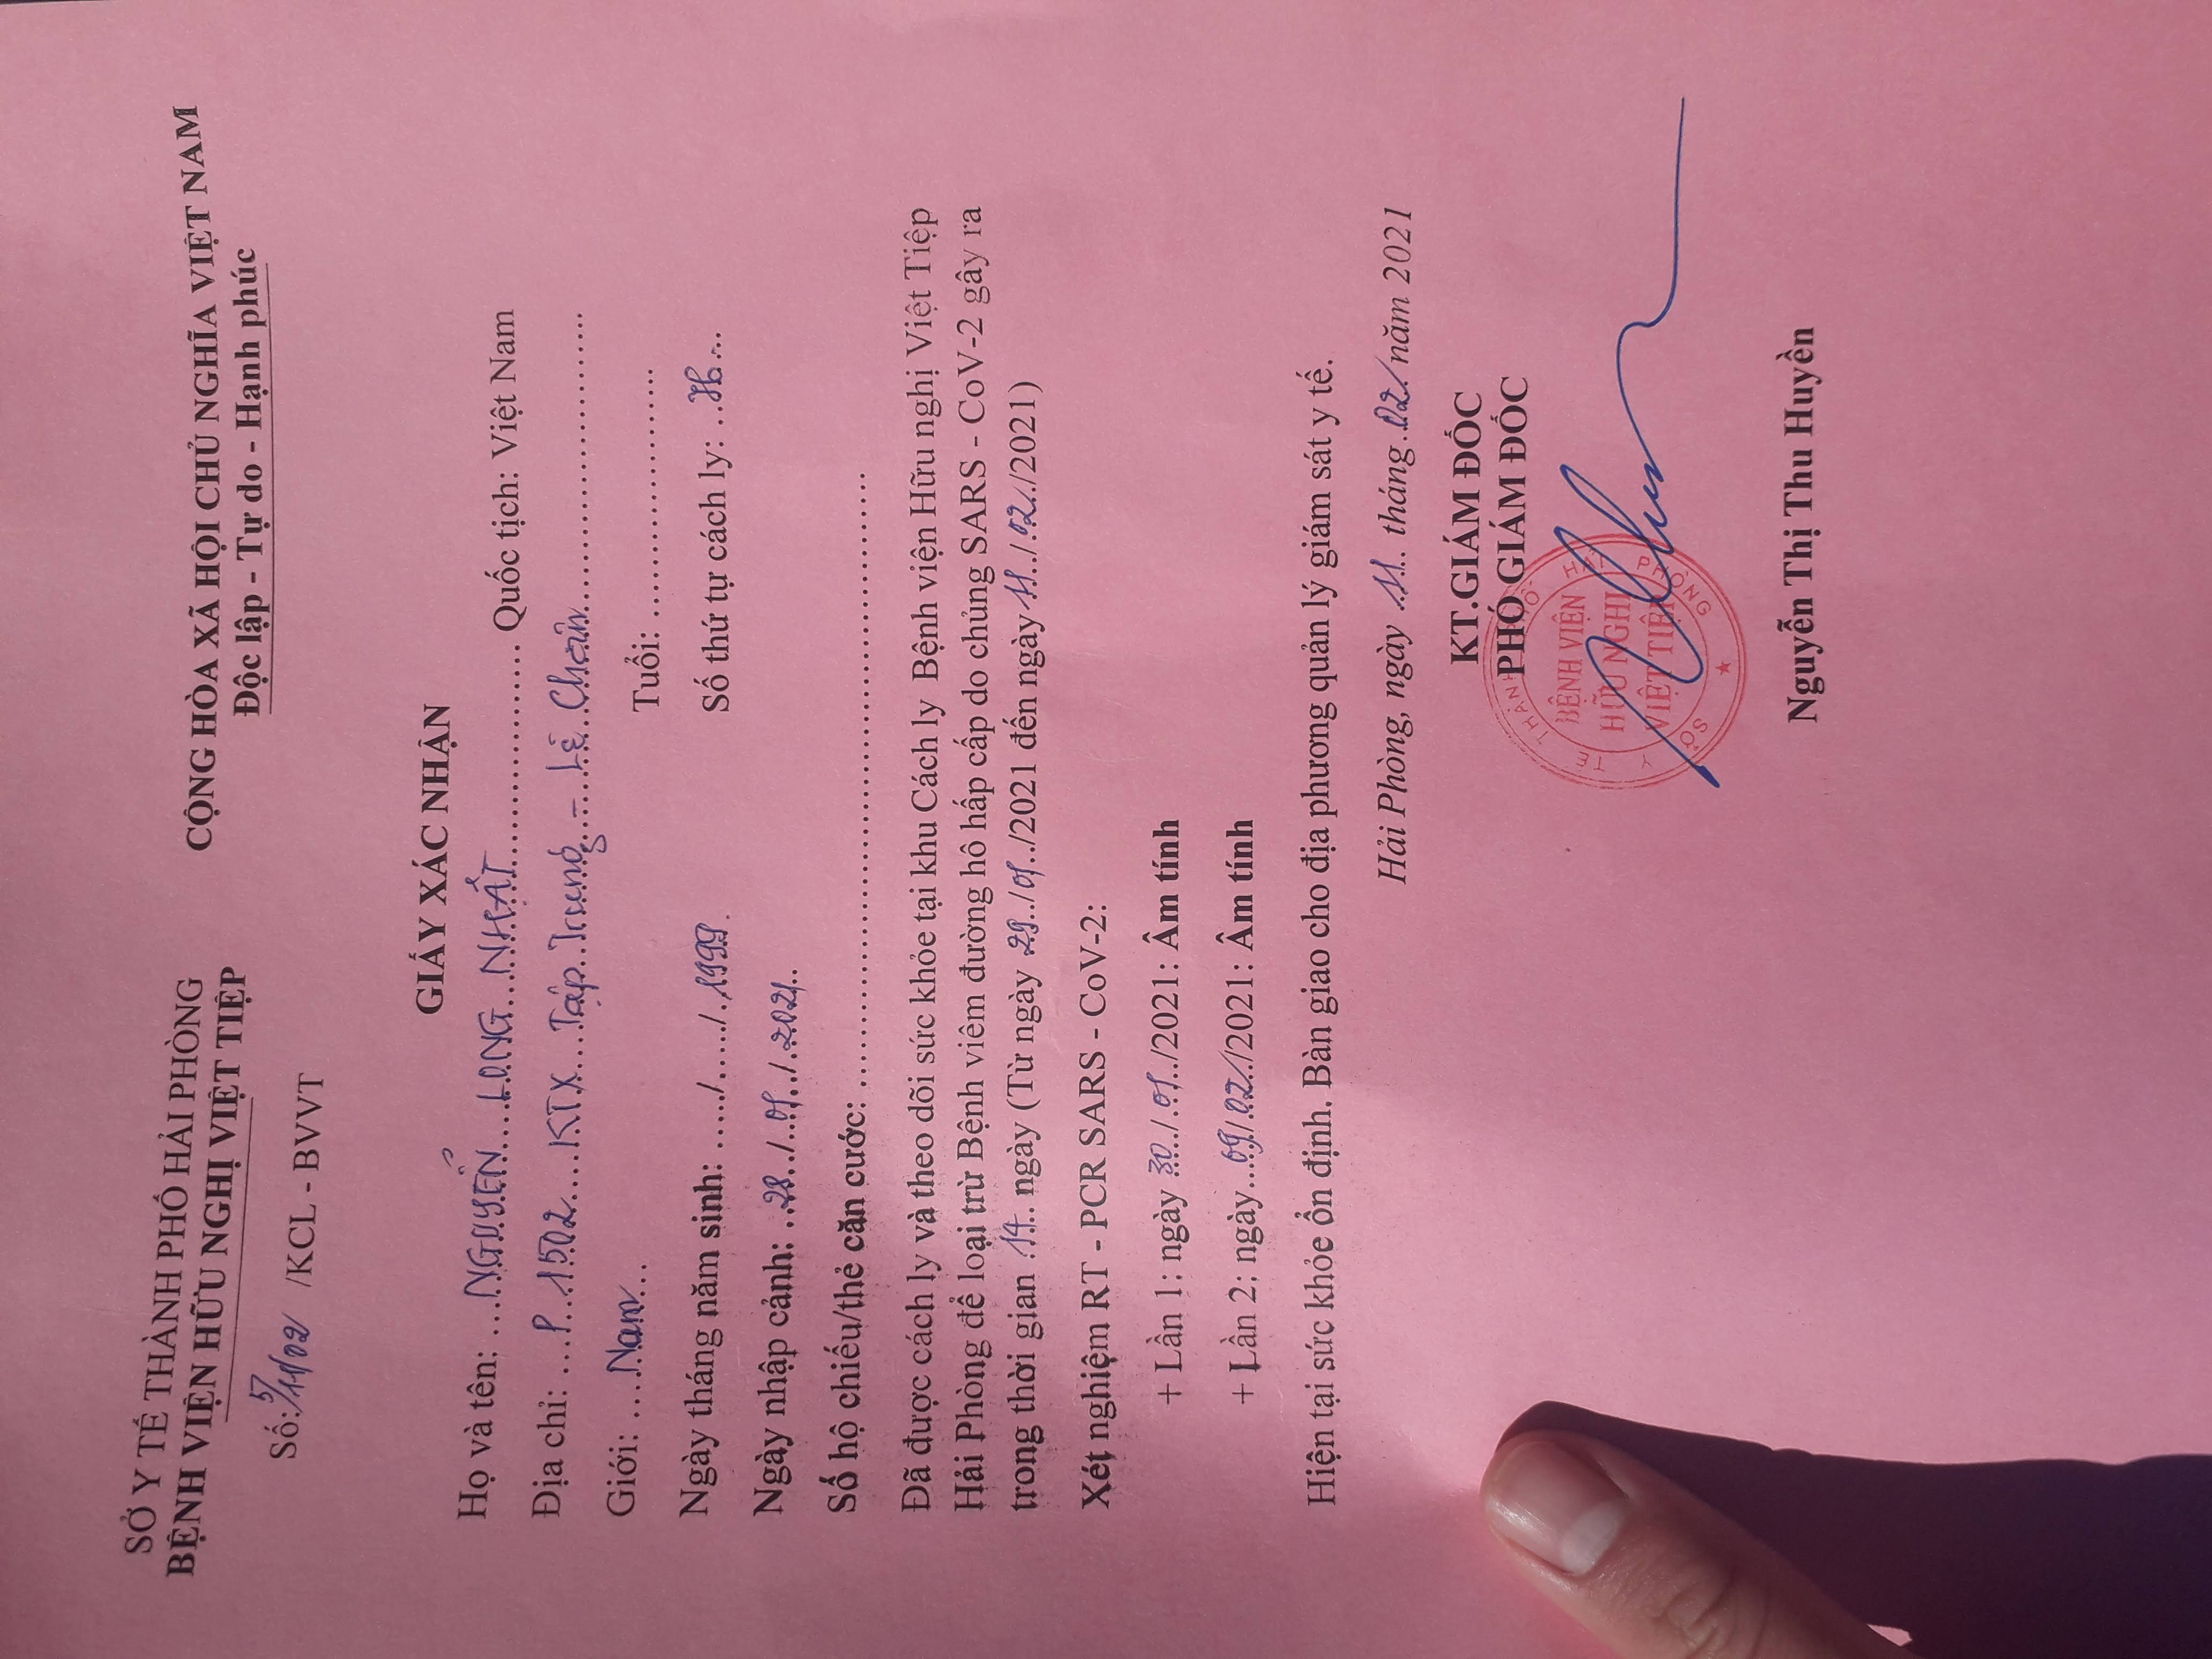 SỞ Y TẾ THÀNH PHỐ HẢI PHÒNG
BỆNH VIỆN HỮU NGHỊ VIỆT TIỆP
Số: 5/11/02 /KCL - BVVT
CỘNG HÒA XÃ HỘI CHỦ NGHĨA VIỆT NAM
Độc lập - Tự do - Hạnh phúc
GIẤY XÁC NHẬN
Họ và tên: ...NGUYỂN LONG NHẤT... Quốc tịch: Việt Nam
Địa chỉ: ...P 1502 KTX Tập Trung - Lê Chân...
Giới: ...Nam... Tuổi: ...
Ngày tháng năm sinh: ...../...../.1999. Số thứ tự cách ly: ...
Ngày nhập cảnh: ..28../..01../.2021..
Số hộ chiếu/thẻ căn cước: ...
Đã được cách ly và theo dõi sức khỏe tại khu Cách ly Bệnh viện Hữu nghị Việt Tiệp
Hải Phòng để loại trừ Bệnh viêm đường hô hấp cấp do chủng SARS - CoV-2 gây ra
trong thời gian .14.. ngày (Từ ngày 29../01../2021 đến ngày 11../.02../2021)
Xét nghiệm RT - PCR SARS - CoV-2:
+ Lần 1: ngày 30../.01../2021: Âm tính
+ Lần 2: ngày...09/.02../2021: Âm tính
Hiện tại sức khỏe ổn định. Bàn giao cho địa phương quản lý giám sát y tế.
Hải Phòng, ngày .11.. tháng..02. năm 2021
KT.GIÁM ĐỐC
PHÓ GIÁM ĐỐC
SỞ Y TẾ THÀNH PHỐ HẢI PHÒNG
BỆNH VIỆN
HỮU NGHỊ
VIỆT TIỆP
Nguyễn Thị Thu Huyền